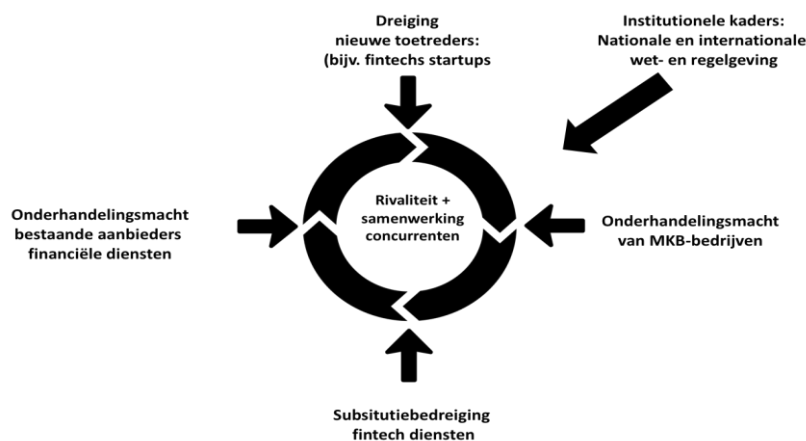 Dreiging
nieuwe toetreders:
(bijv. fintechs startups
Institutionele kaders:
Nationale en internationale
wet- en regelgeving
Rivaliteit +
samenwerking
concurrenten
Onderhandelingsmacht
bestaande aanbieders
financiële diensten
Onderhandelingsmacht
van MKB-bedrijven
Subsitutiebedreiging
fintech diensten